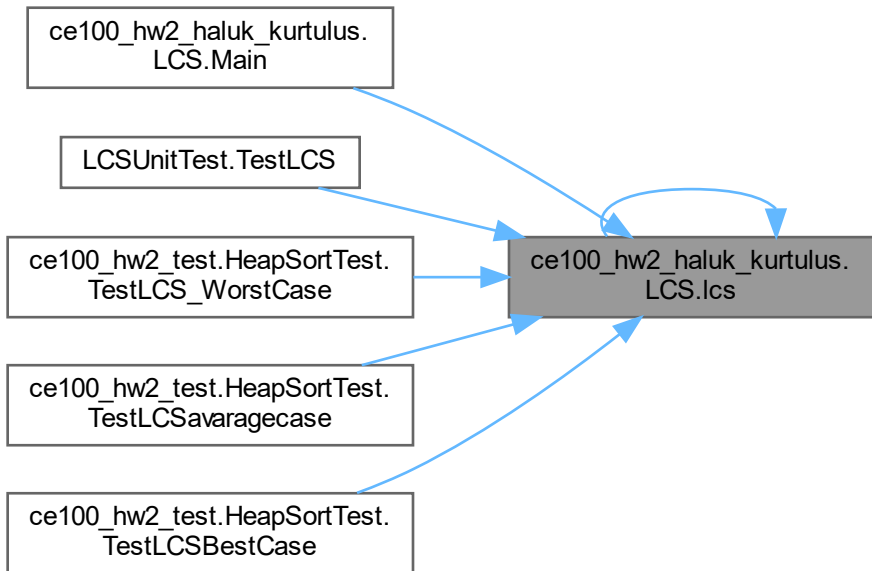 ce100_hw2_haluk_kurtulus.
LCS.Main
LCSUnitTest.TestLCS
ce100_hw2_test.HeapSortTest.
TestLCS_WorstCase
ce100_hw2_haluk_kurtulus.
LCS.lcs
ce100_hw2_test.HeapSortTest.
TestLCSavaragecase
ce100_hw2_test.HeapSortTest.
TestLCSBestCase